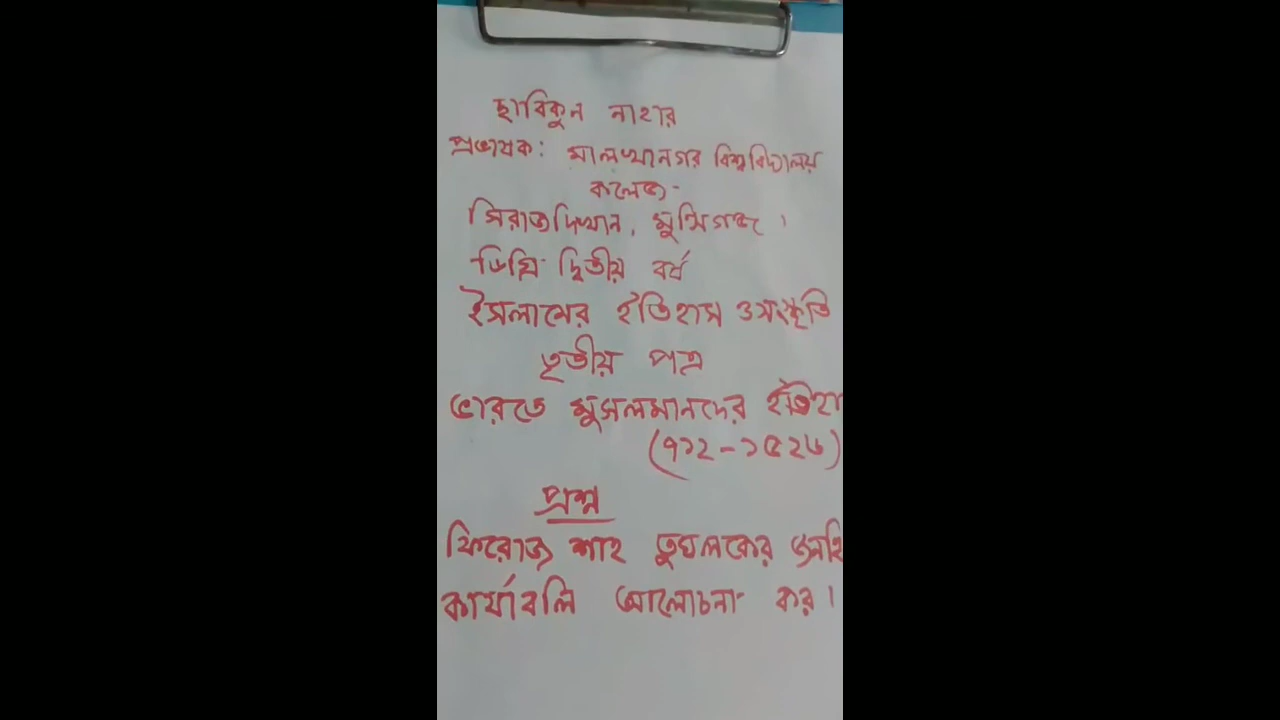 ছাবিকুন নাহার
প্রভাষক: মালখানগর বিশ্ববিদ্যালয়
কলেজ-
সিরাজদিখান, মুন্সিগঞ্জ।
ডিগ্রি দ্বিতীয় বর্ষ
ইসলামের ইতিহাস ও সংস্কৃতি
তৃতীয় পত্র
ভারতে মুসলমানদের ইতিহা
(৭১২-১৫২৬)
প্রশ্ন
ফিরোজ শাহ তুঘলকের জনহি
কার্যাবলি আলোচনা কর।